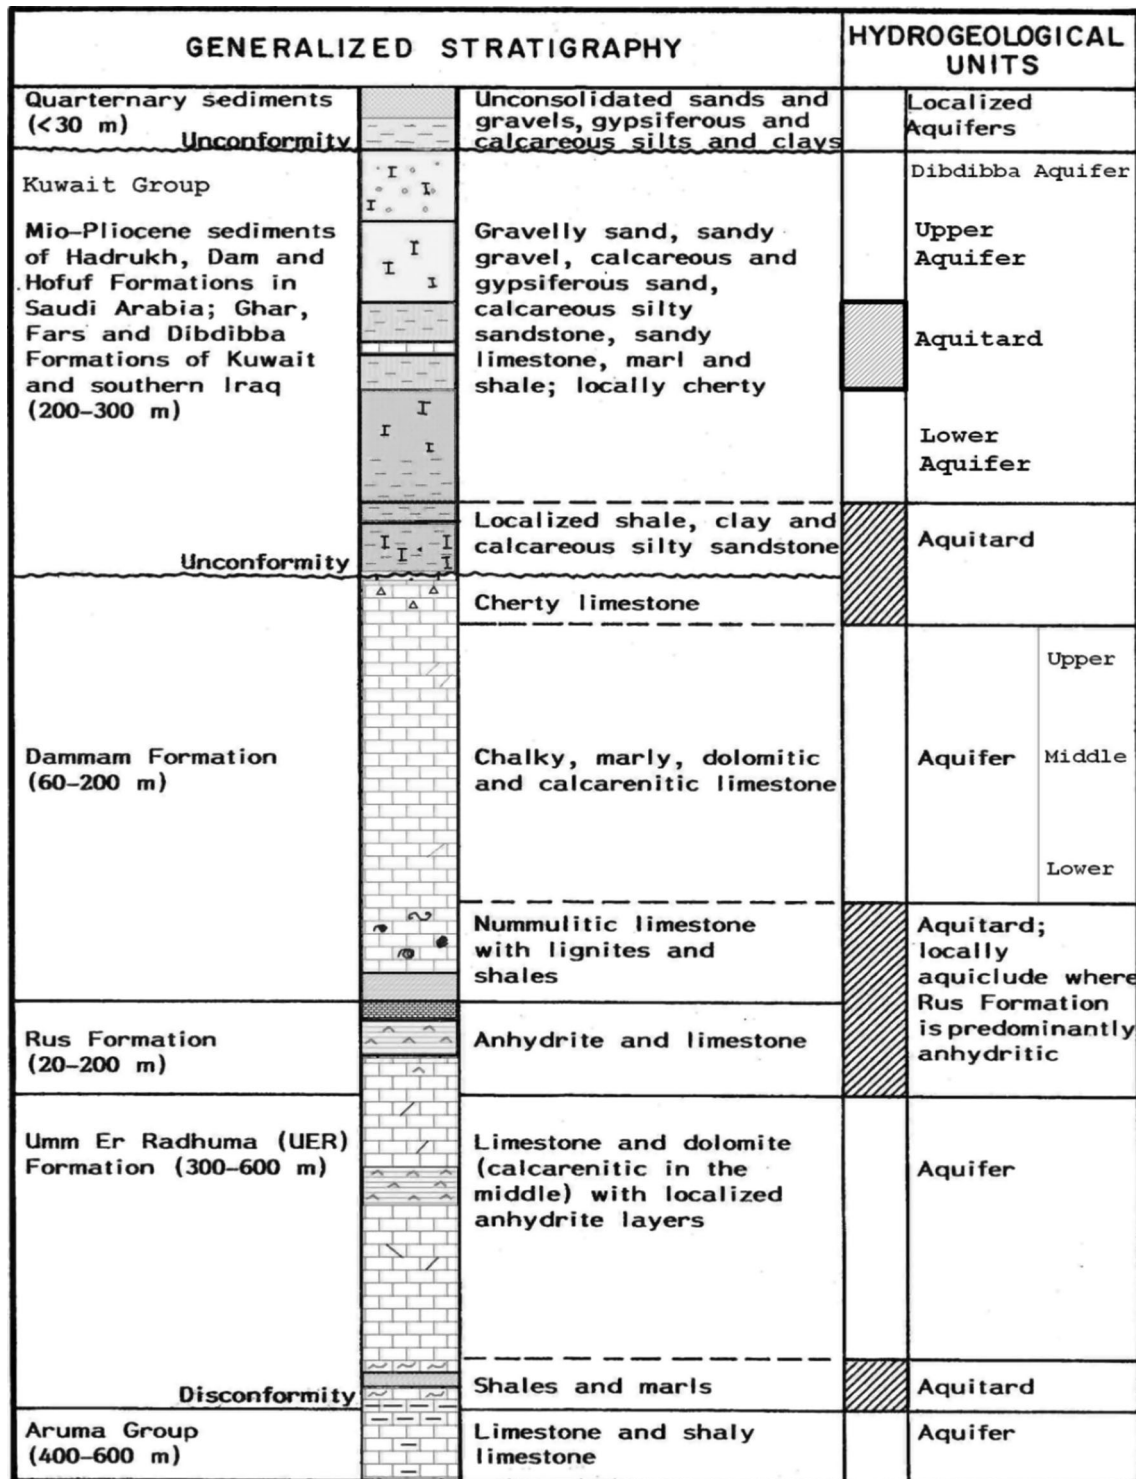 GENERALIZED STRATIGRAPHY
HYDROGEOLOGICAL
UNITS
Quarternary sediments
(<30 m)
Unconformity
Unconsolidated sands and
gravels, gypsiferous and
calcareous silts and clays
Localized
Aquifers
Kuwait Group
Mio-Pliocene sediments
of Hadrukh, Dam and
Hofuf Formations in
Saudi Arabia; Ghar,
Fars and Dibdibba
Formations of Kuwait
and southern Iraq
(200-300 m)
Unconformity
Gravelly sand, sandy
gravel, calcareous and
gypsiferous sand,
calcareous silty
sandstone, sandy
limestone, marl and
shale; locally cherty
Localized shale, clay and
calcareous silty sandstone
Dibdibba Aquifer
Upper
Aquifer
Aquitard
Lower
Aquifer
Aquitard
Dammam Formation
(60-200 m)
Cherty limestone
Chalky, marly, dolomitic
and calcarenitic limestone
Nummulitic limestone
with lignites and
shales
Aquifer
Upper
Middle
Lower
Aquitard;
locally
aquiclude where
Rus Formation
is predominantly
anhydritic
Rus Formation
(20-200 m)
Anhydrite and limestone
Umm Er Radhuma (UER)
Formation (300-600 m)
Disconformity
Limestone and dolomite
(calcarenitic in the
middle) with localized
anhydrite layers
Shales and marls
Aquifer
Aquitard
Aruma Group
(400-600 m)
Limestone and shaly
limestone
Aquifer